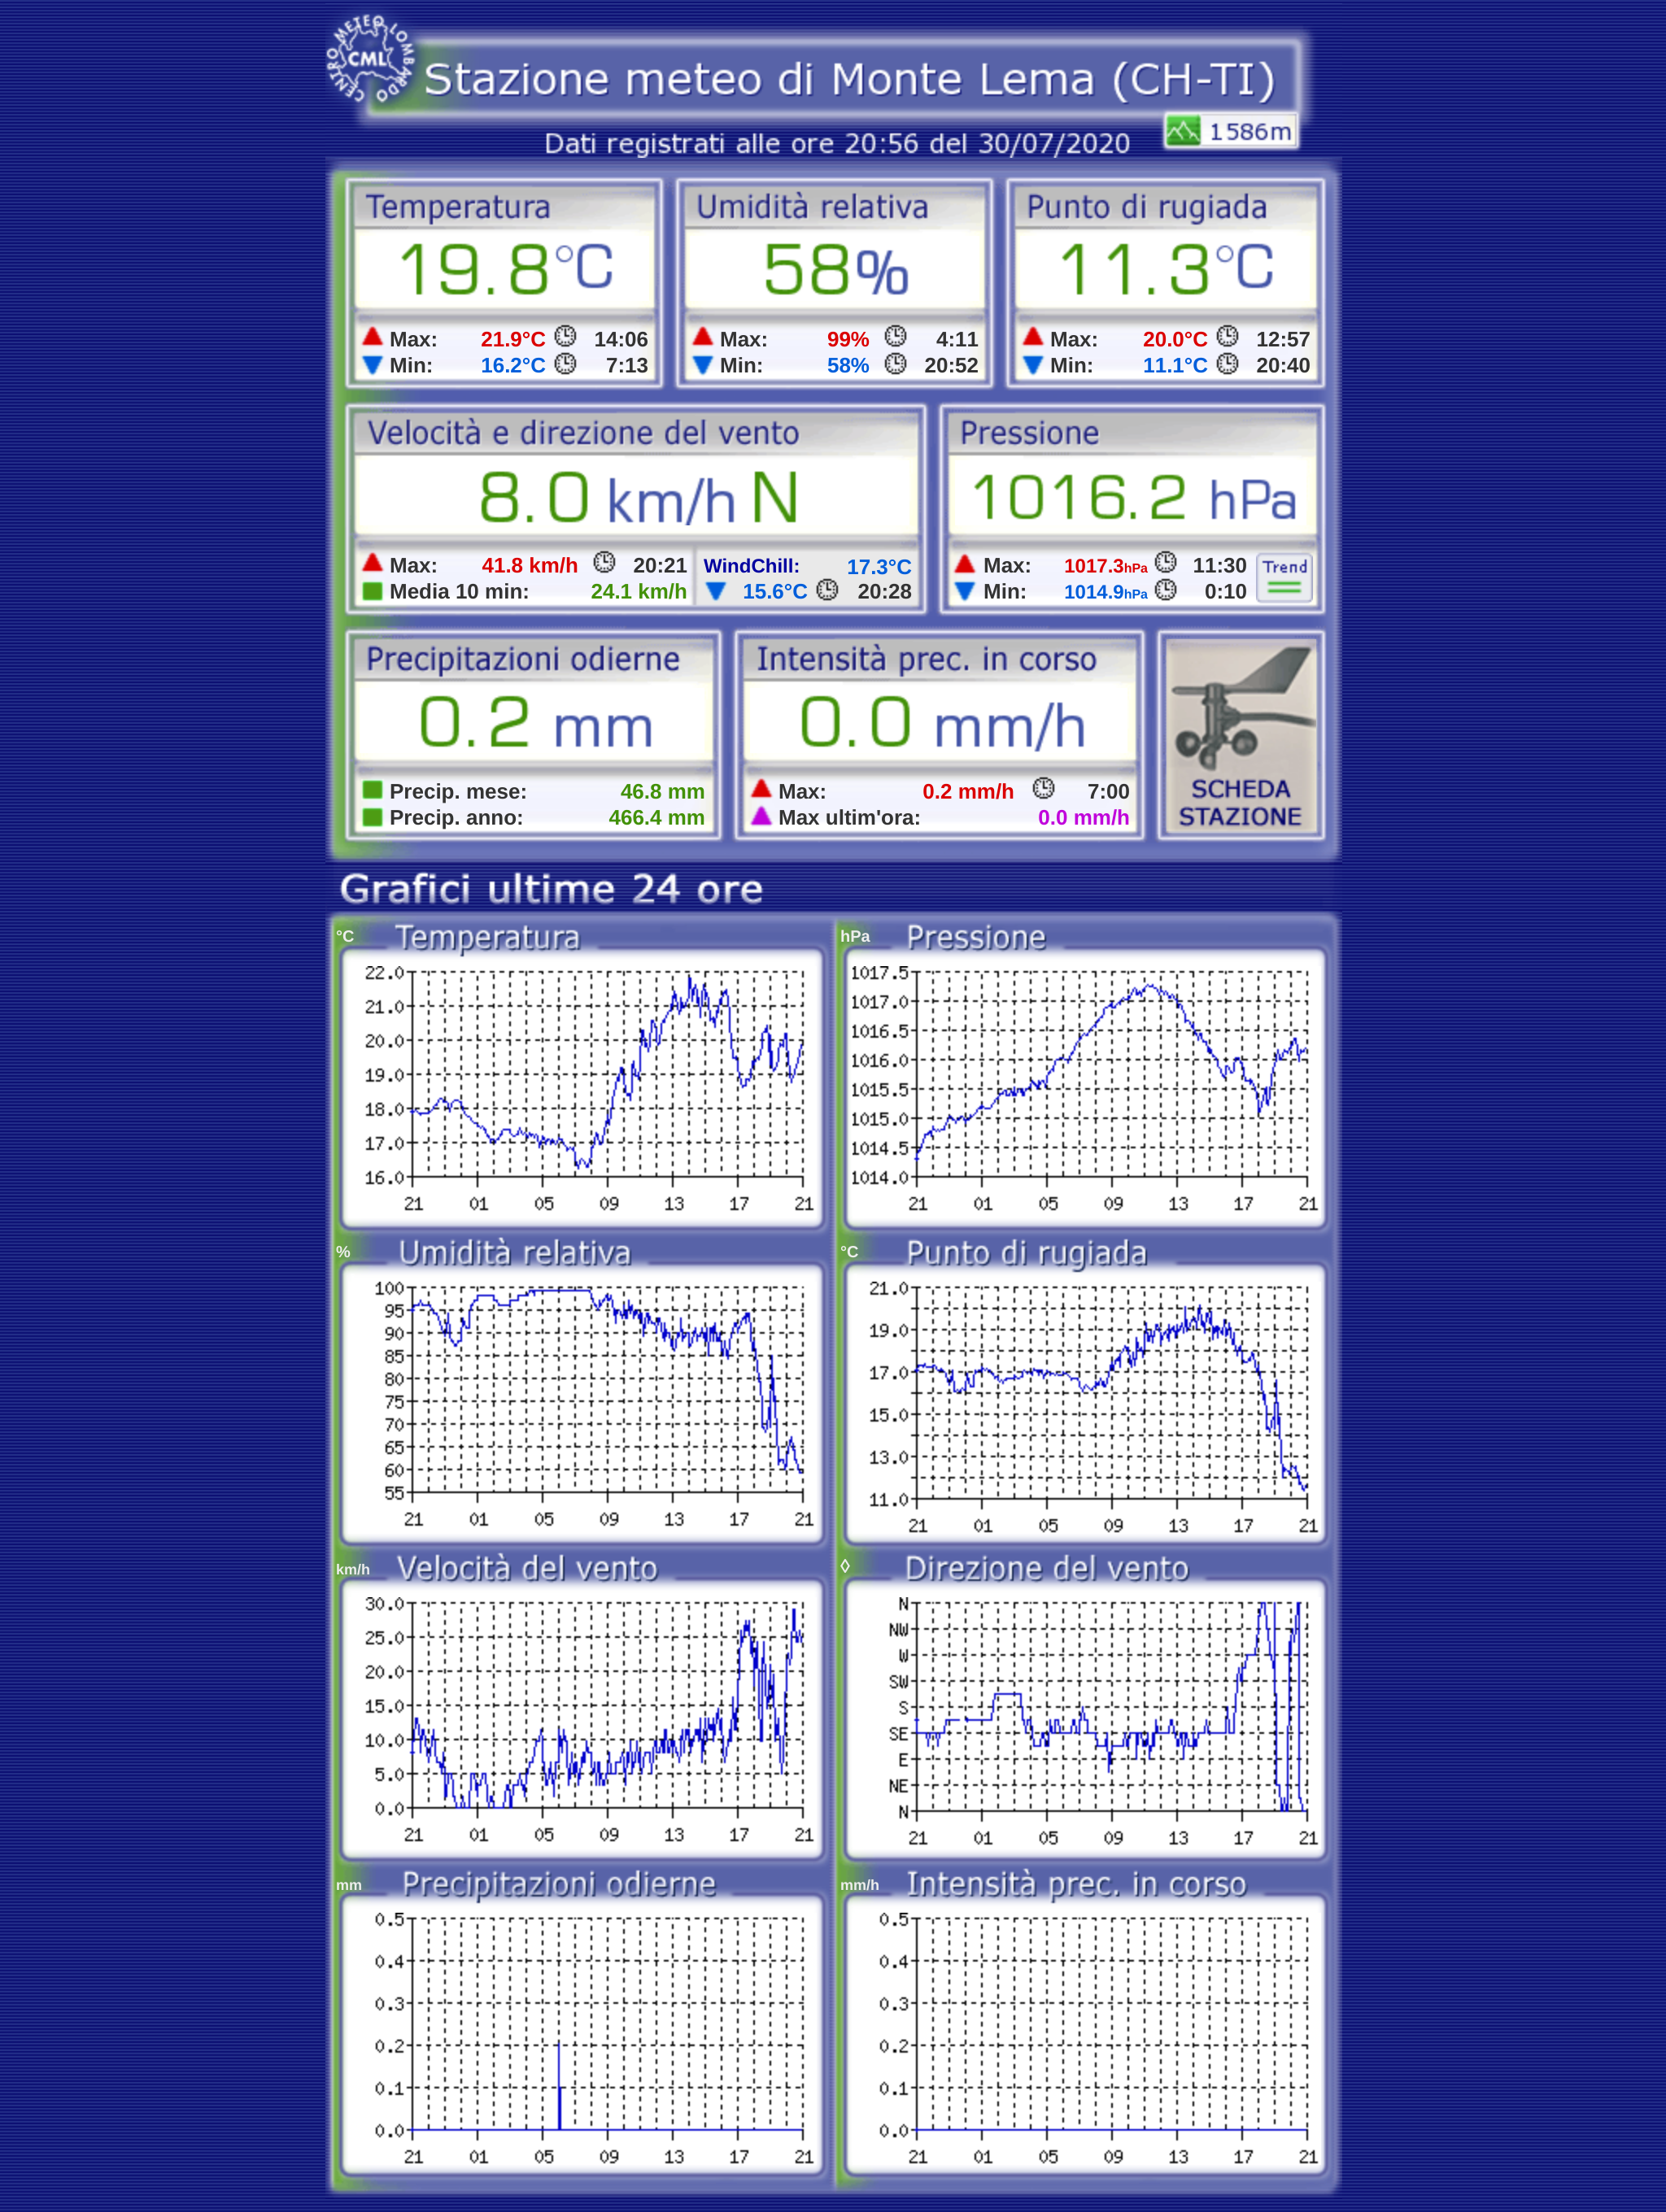 CENTRO METEO LOMBARDO
CML
Stazione meteo di Monte Lema (CH-TI)
1586m
Dati registrati alle ore 20:56 del 30/07/2020
Temperatura
19.8°C
Max: 21.9°C 14:06
Min: 16.2°C 7:13
Umidità relativa
58%
Max: 99% 4:11
Min: 58% 20:52
Punto di rugiada
11.3°C
Max: 20.0°C 12:57
Min: 11.1°C 20:40
Velocità e direzione del vento
8.0 km/h N
Max: 41.8 km/h 20:21
Media 10 min: 24.1 km/h
WindChill: 17.3°C
15.6°C 20:28
Pressione
1016.2 hPa
Max: 1017.3hPa 11:30
Min: 1014.9hPa 0:10
Trend
Precipitazioni odierne
0.2 mm
Precip. mese: 46.8 mm
Precip. anno: 466.4 mm
Intensità prec. in corso
0.0 mm/h
Max: 0.2 mm/h 7:00
Max ultim'ora: 0.0 mm/h
SCHEDA
STAZIONE
Grafici ultime 24 ore
°C Temperatura
22.0
21.0
20.0
19.0
18.0
17.0
16.0
21 01 05 09 13 17 21
hPa Pressione
1017.5
1017.0
1016.5
1016.0
1015.5
1015.0
1014.5
1014.0
21 01 05 09 13 17 21
% Umidità relativa
100
95
90
85
80
75
70
65
60
55
21 01 05 09 13 17 21
°C Punto di rugiada
21.0
19.0
17.0
15.0
13.0
11.0
21 01 05 09 13 17 21
km/h Velocità del vento
30.0
25.0
20.0
15.0
10.0
5.0
0.0
21 01 05 09 13 17 21
◊ Direzione del vento
N
NW
W
SW
S
SE
E
NE
N
21 01 05 09 13 17 21
mm Precipitazioni odierne
0.5
0.4
0.3
0.2
0.1
0.0
21 01 05 09 13 17 21
mm/h Intensità prec. in corso
0.5
0.4
0.3
0.2
0.1
0.0
21 01 05 09 13 17 21